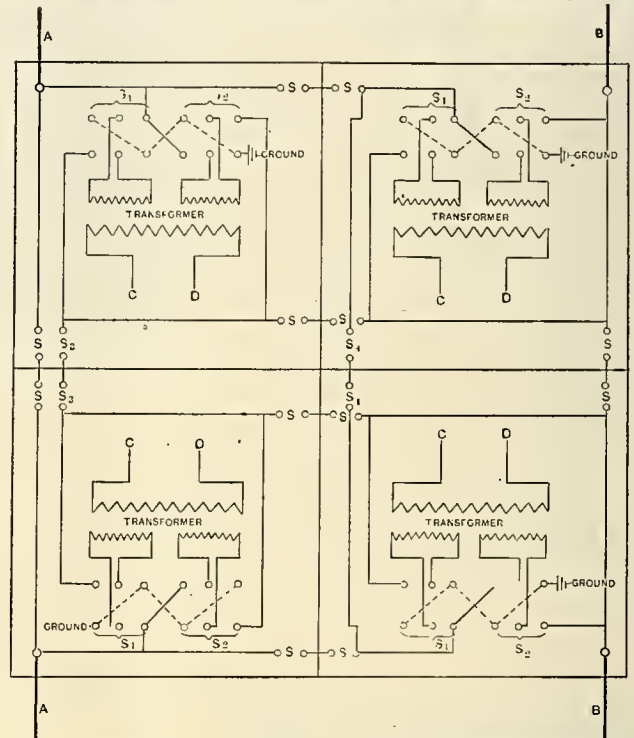 A B
S₁ S₂ S S S₁ S₂
GROUND GROUND
TRANSFORMER TRANSFORMER
C D C D
S S
S S₂ S₄ S
S S₃ S₁ S
S S
C D C D
TRANSFORMER TRANSFORMER
GROUND
GROUND
S₁ S₂ S₁ S₂
S S
A B